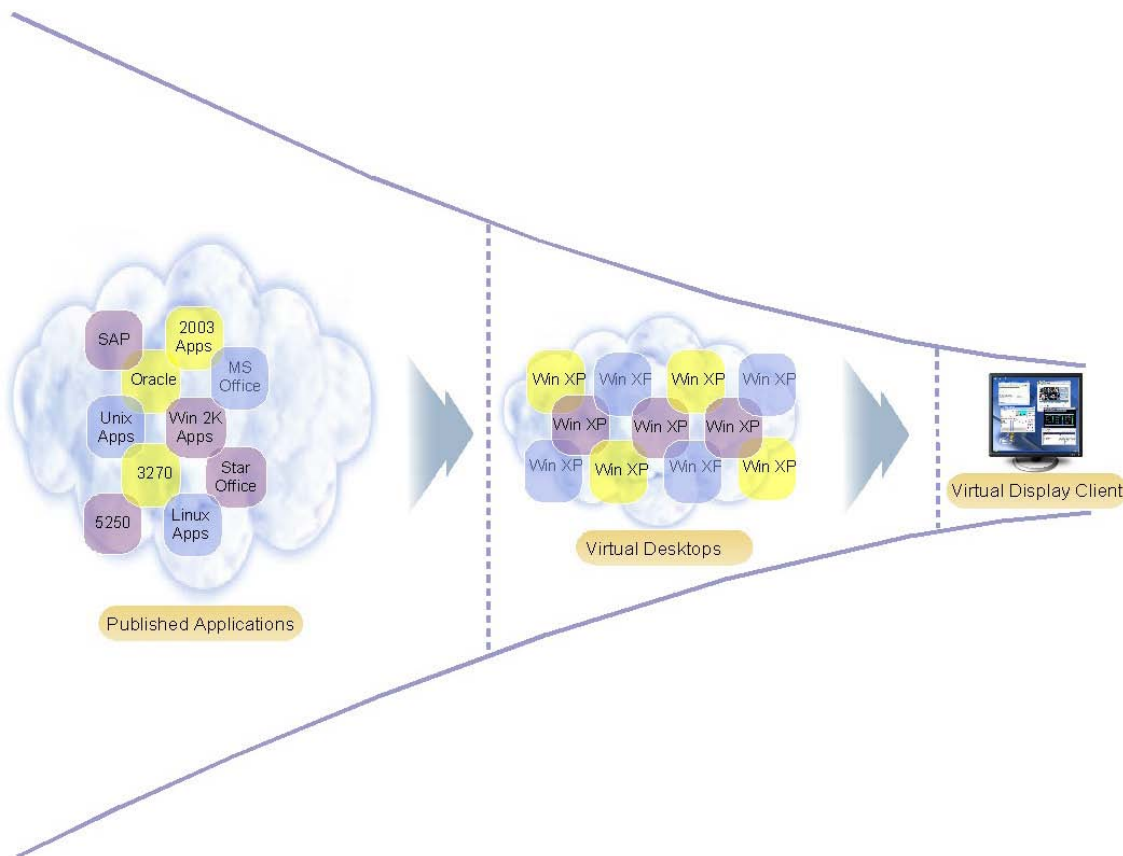 SAP
2003
Apps
Oracle
MS
Office
Unix
Apps
Win 2K
Apps
3270
Star
Office
5250
Linux
Apps
Published Applications
Win XP
Win XP
Win XP
Win XP
Win XP
Win XP
Win XP
Win XP
Win XP
Win XP
Win XP
Virtual Desktops
Virtual Display Client